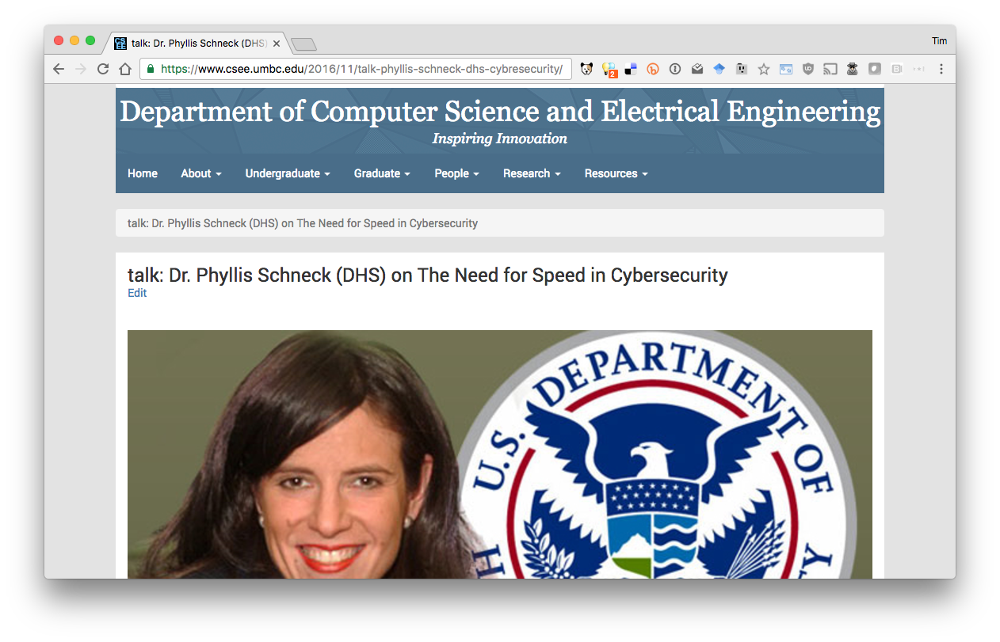 talk: Dr. Phyllis Schneck (DHS)
Tim
https://www.csee.umbc.edu/2016/11/talk-phyllis-schneck-dhs-cybresecurity/
2
Department of Computer Science and Electrical Engineering
Inspiring Innovation
Home About Undergraduate Graduate People Research Resources
talk: Dr. Phyllis Schneck (DHS) on The Need for Speed in Cybersecurity
talk: Dr. Phyllis Schneck (DHS) on The Need for Speed in Cybersecurity
Edit
U.S. DEPARTMENT OF